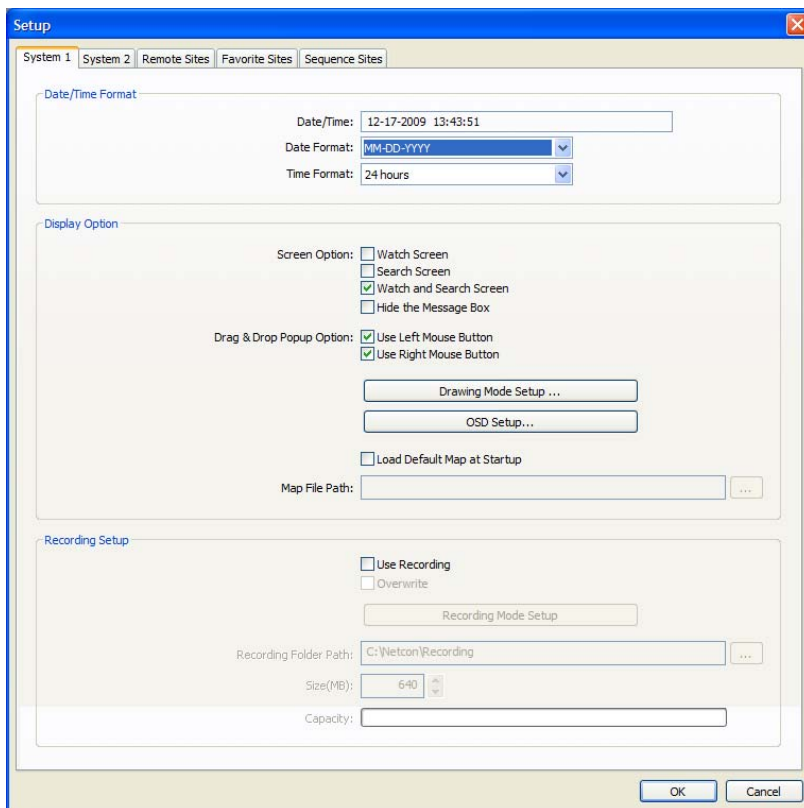 Setup
System 1 System 2 Remote Sites Favorite Sites Sequence Sites
Date/Time Format
Date/Time: 12-17-2009 13:43:51
Date Format: MM-DD-YYYY
Time Format: 24 hours
Display Option
Screen Option: Watch Screen
Search Screen
Watch and Search Screen
Hide the Message Box
Drag & Drop Popup Option: Use Left Mouse Button
Use Right Mouse Button
Drawing Mode Setup ...
OSD Setup...
Load Default Map at Startup
Map File Path: ...
Recording Setup
Use Recording
Overwrite
Recording Mode Setup
Recording Folder Path: C:\Netcon\Recording ...
Size(MB): 640
Capacity:
OK Cancel